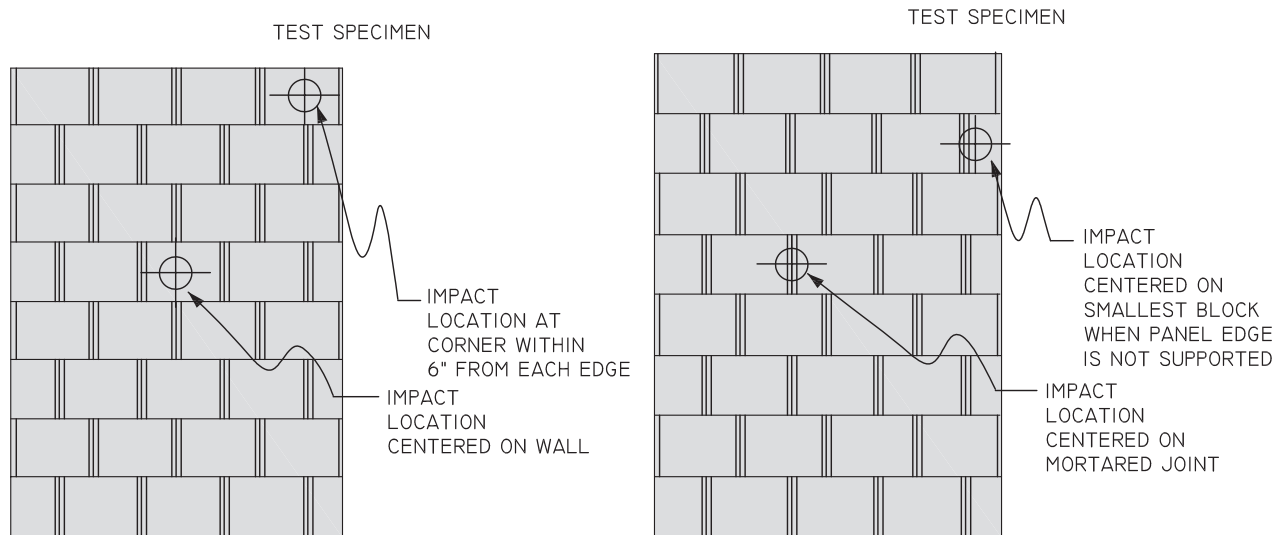 TEST SPECIMEN
IMPACT
LOCATION AT
CORNER WITHIN
6" FROM EACH EDGE
IMPACT
LOCATION
CENTERED ON WALL
TEST SPECIMEN
IMPACT
LOCATION
CENTERED ON
SMALLEST BLOCK
WHEN PANEL EDGE
IS NOT SUPPORTED
IMPACT
LOCATION
CENTERED ON
MORTARED JOINT